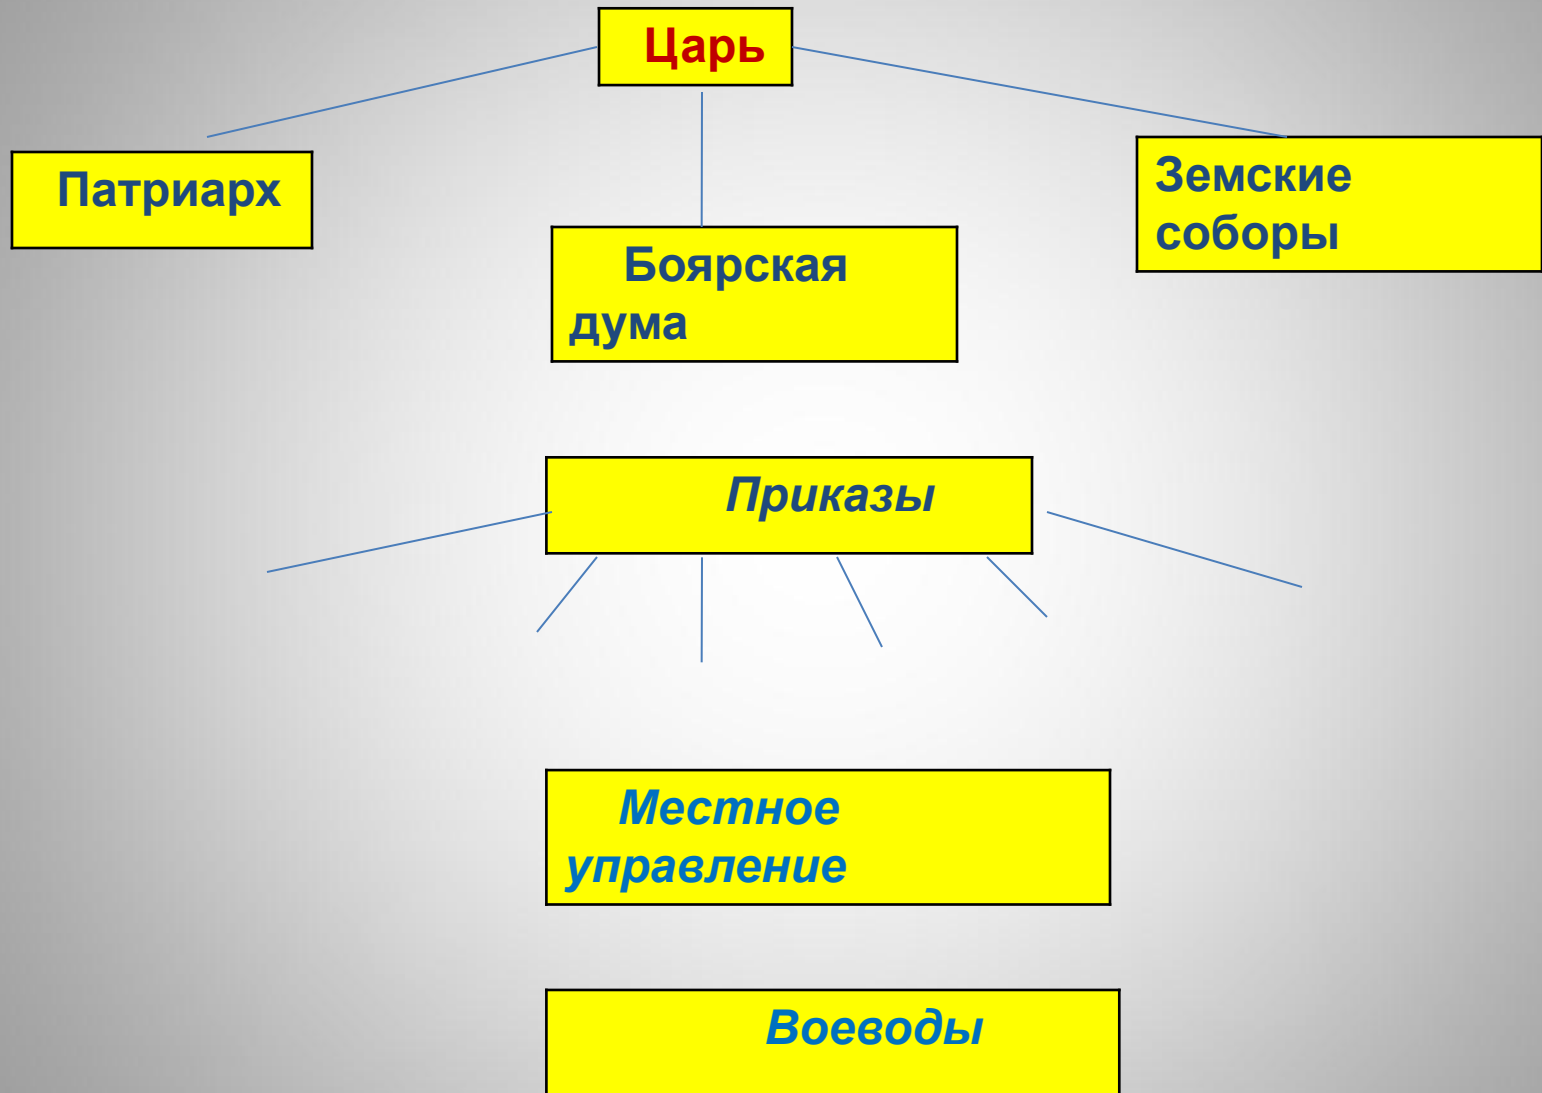 Царь
Патриарх
Земские
соборы
Боярская
дума
Приказы
Местное
управление
Воеводы